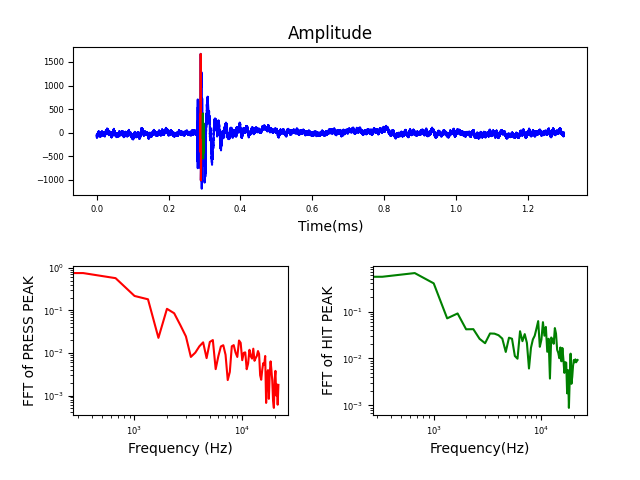 Amplitude
1500
1000
500
0
−500
−1000
0.0 0.2 0.4 0.6 0.8 1.0 1.2
Time(ms)
FFT of PRESS PEAK
10⁰
10⁻¹
10⁻²
10⁻³
10³ 10⁴
Frequency (Hz)
FFT of HIT PEAK
10⁻¹
10⁻²
10⁻³
10³ 10⁴
Frequency(Hz)